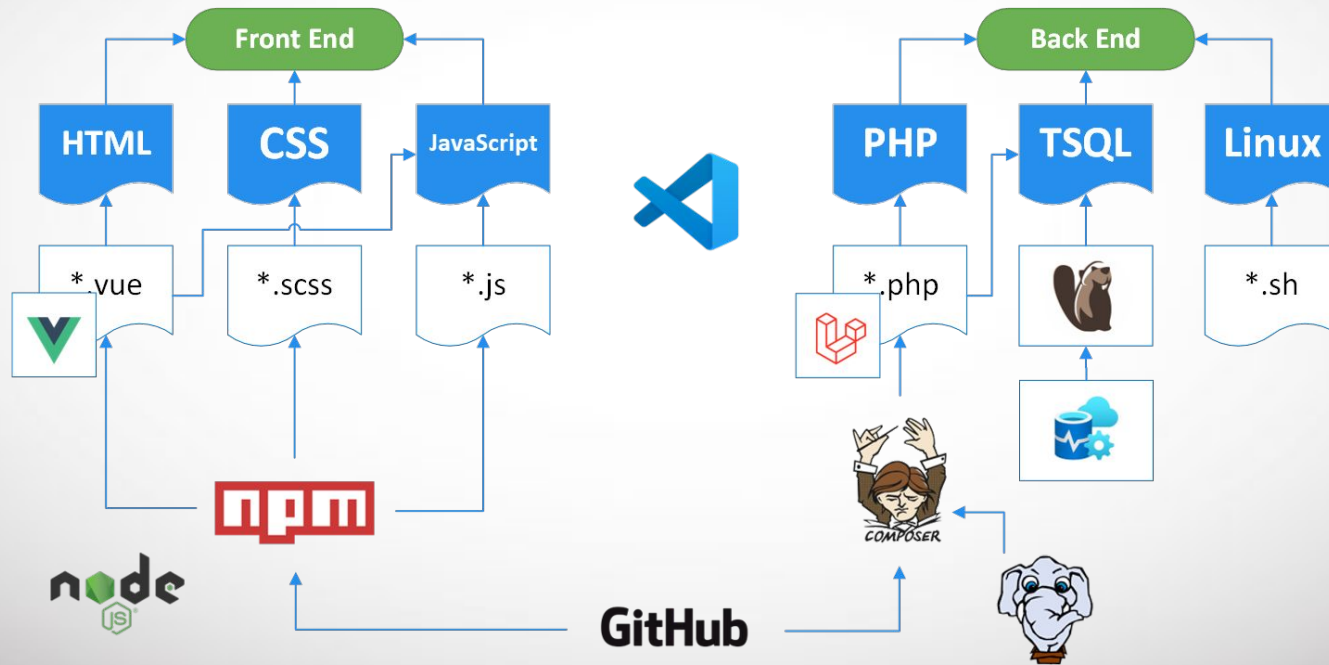 Front End
Back End
HTML
CSS
JavaScript
PHP
TSQL
Linux
*.vue
*.scss
*.js
*.php
*.sh
npm
COMPOSER
node
JS
GitHub